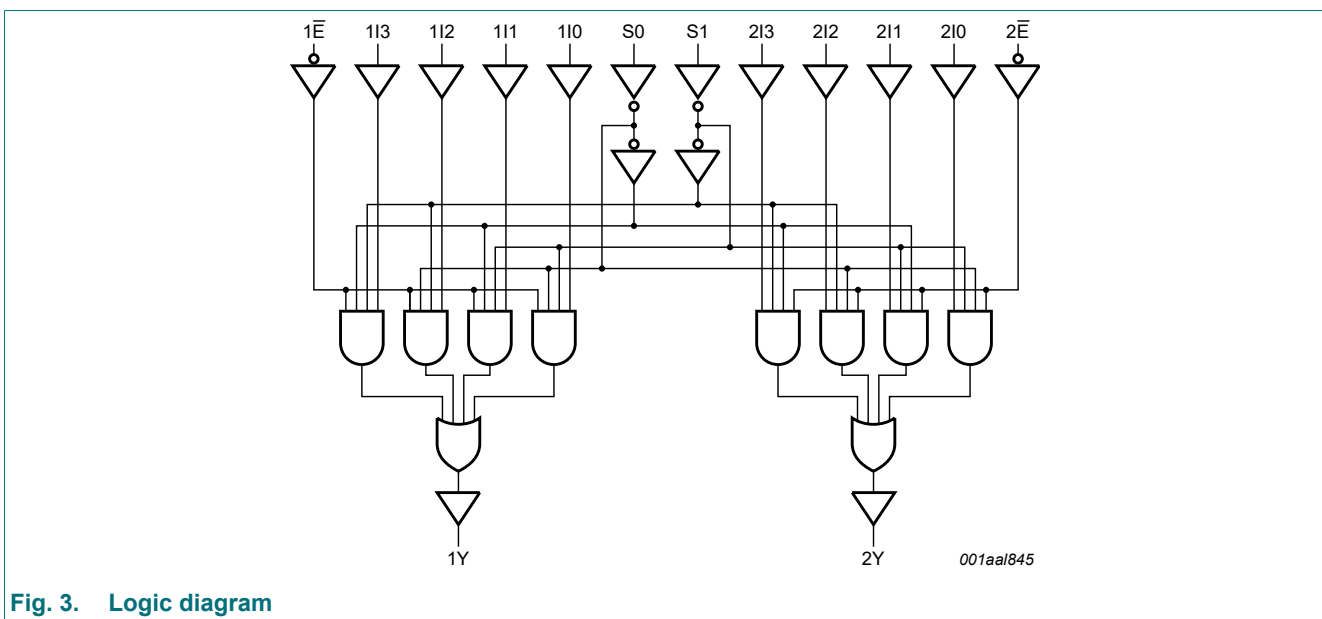 1E̅ 1I3 1I2 1I1 1I0 S0 S1 2I3 2I2 2I1 2I0 2E̅
1Y 2Y 001aal845
Fig. 3. Logic diagram